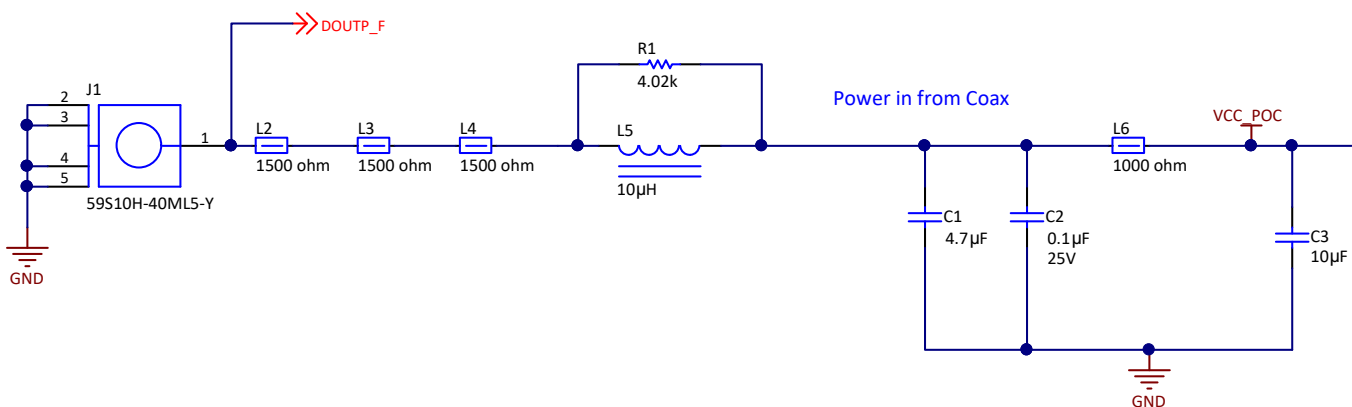 DOUTP_F
R1
4.02k
J1
2
3
4
5
1
59S10H-40ML5-Y
GND
L2
1500 ohm
L3
1500 ohm
L4
1500 ohm
L5
10µH
Power in from Coax
L6
1000 ohm
VCC_POC
C1
4.7µF
C2
0.1µF
25V
C3
10µF
GND